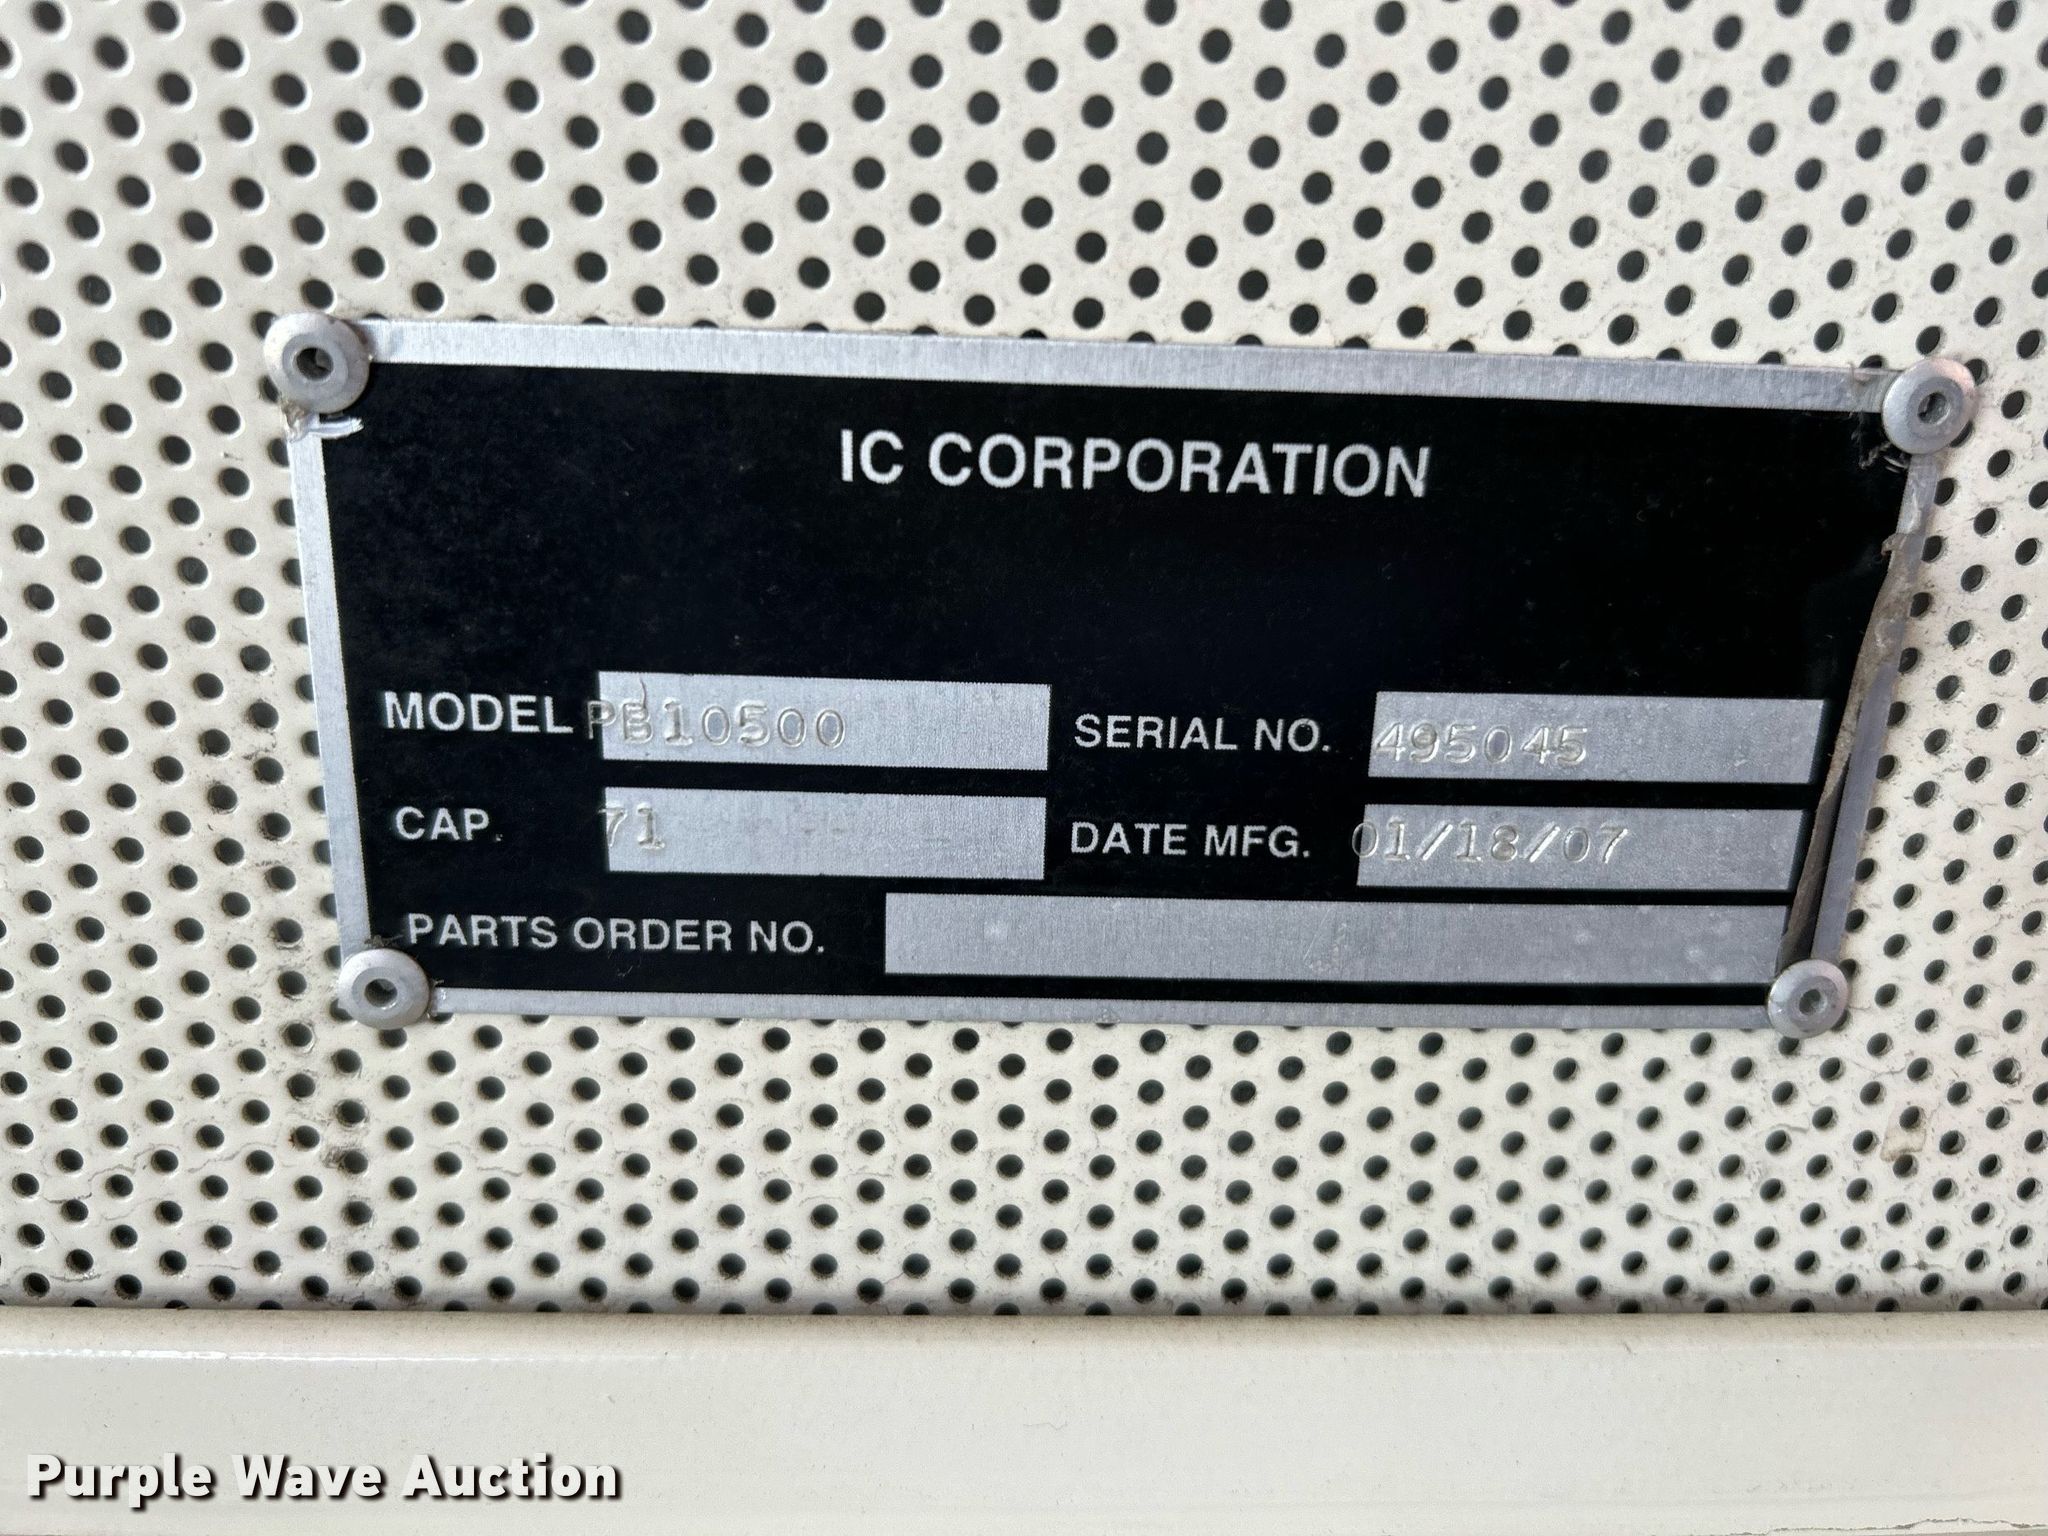 IC CORPORATION
MODEL PB10500 SERIAL NO. 495045
CAP. 71 DATE MFG. 01/18/07
PARTS ORDER NO.
Purple Wave Auction